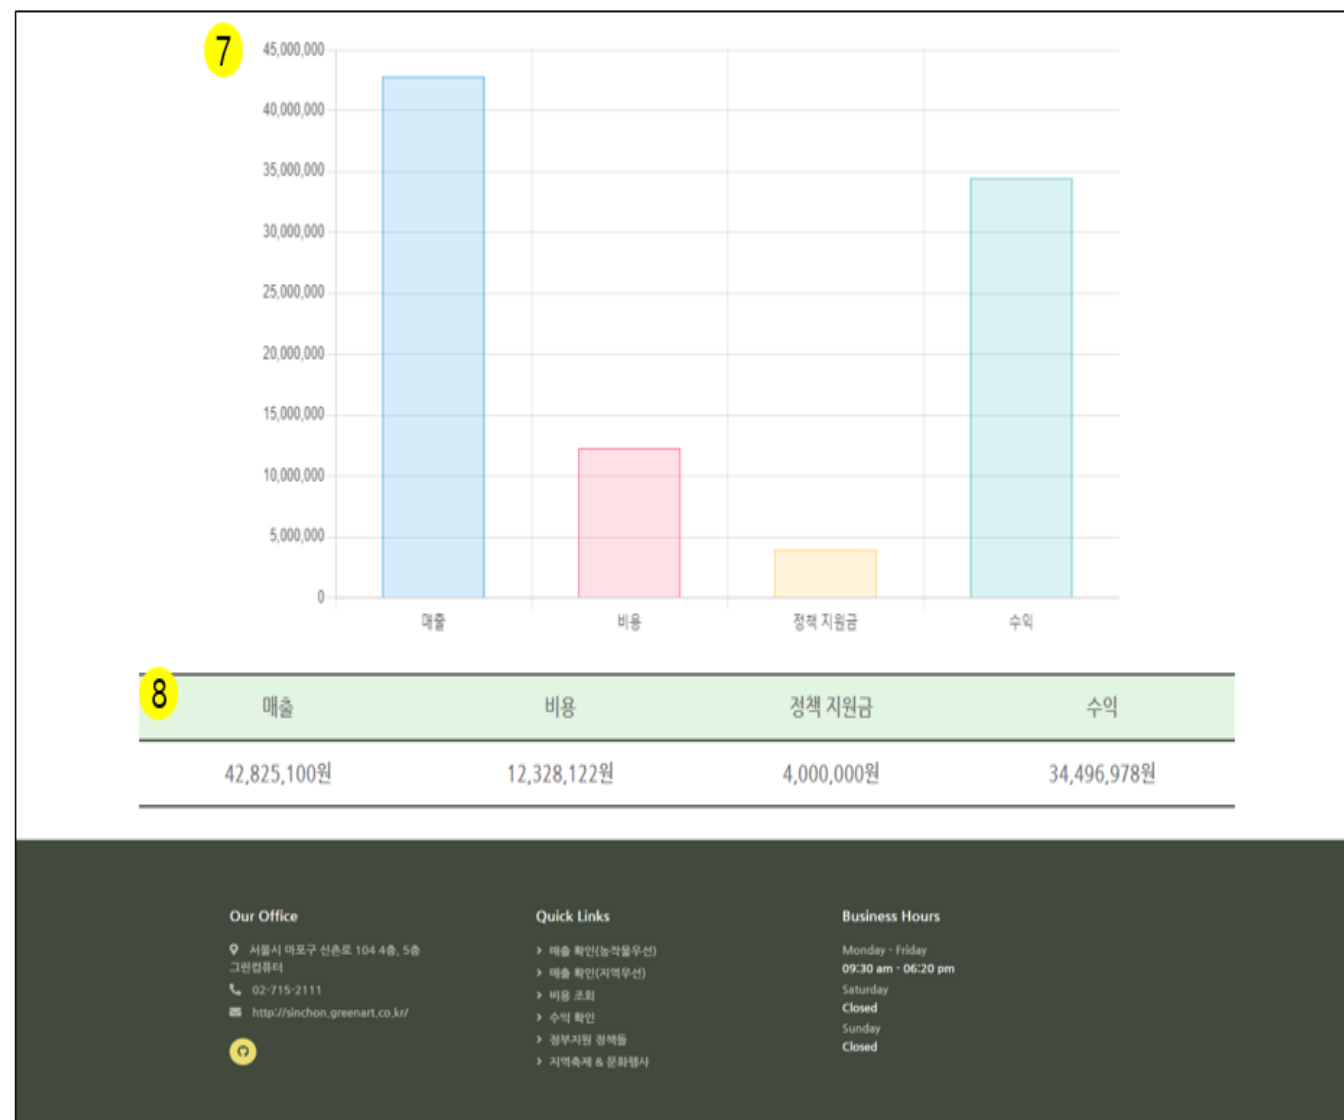 7
45,000,000
40,000,000
35,000,000
30,000,000
25,000,000
20,000,000
15,000,000
10,000,000
5,000,000
0
매출 비용 정책 지원금 수익
8
매출 비용 정책 지원금 수익
42,825,100원 12,328,122원 4,000,000원 34,496,978원
Our Office
서울시 마포구 신촌로 104 4층, 5층
그린컴퓨터
02-715-2111
http://sinchon.greenart.co.kr/
Quick Links
> 매출 확인(농작물우선)
> 매출 확인(지역우선)
> 비용 조회
> 수익 확인
> 정부지원 정책들
> 지역축제 & 문화행사
Business Hours
Monday - Friday
09:30 am - 06:20 pm
Saturday
Closed
Sunday
Closed